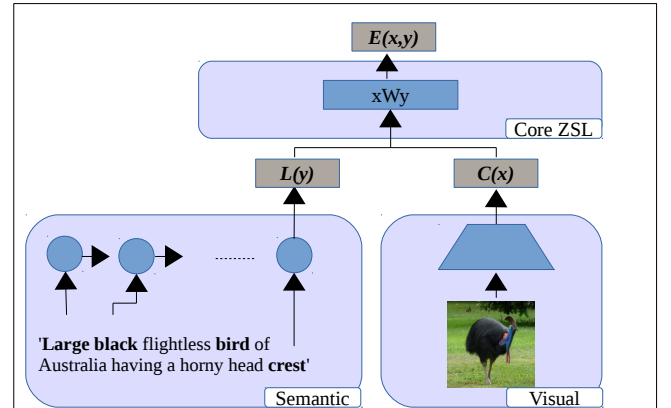 E(x,y)
xWy
Core ZSL
L(y)
C(x)
'Large black flightless bird of
Australia having a horny head crest'
Semantic
Visual